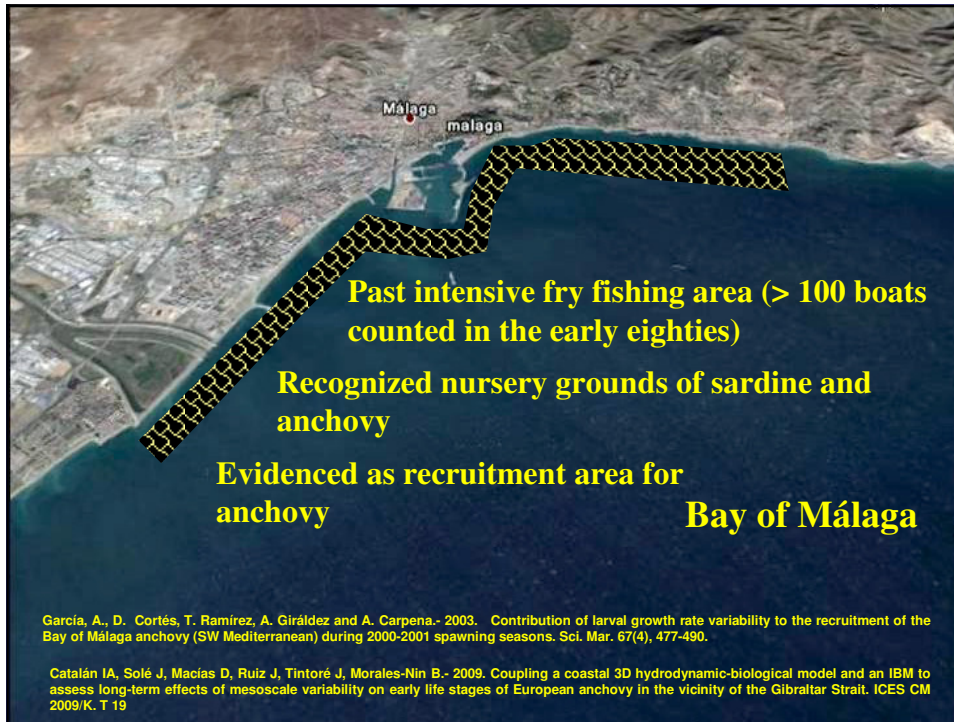 Málaga
malaga
Past intensive fry fishing area (> 100 boats
counted in the early eighties)
Recognized nursery grounds of sardine and
anchovy
Evidenced as recruitment area for
anchovy
Bay of Málaga
García, A., D. Cortés, T. Ramírez, A. Giráldez and A. Carpena.- 2003. Contribution of larval growth rate variability to the recruitment of the
Bay of Málaga anchovy (SW Mediterranean) during 2000-2001 spawning seasons. Sci. Mar. 67(4), 477-490.
Catalán IA, Solé J, Macías D, Ruiz J, Tintoré J, Morales-Nin B.- 2009. Coupling a coastal 3D hydrodynamic-biological model and an IBM to
assess long-term effects of mesoscale variability on early life stages of European anchovy in the vicinity of the Gibraltar Strait. ICES CM
2009/K. T 19